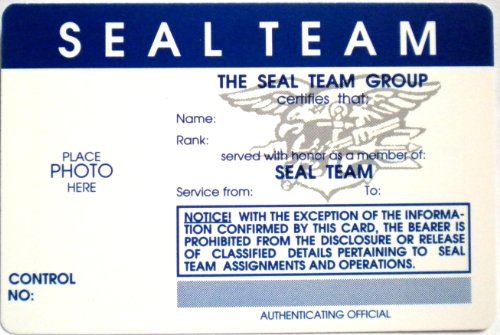 SEAL TEAM
THE SEAL TEAM GROUP
certifies that:
Name:
Rank:
served with honor as a member of:
SEAL TEAM
Service from: To:
PLACE
PHOTO
HERE
NOTICE! WITH THE EXCEPTION OF THE INFORMA-
TION CONFIRMED BY THIS CARD, THE BEARER IS
PROHIBITED FROM THE DISCLOSURE OR RELEASE
OF CLASSIFIED DETAILS PERTAINING TO SEAL
TEAM ASSIGNMENTS AND OPERATIONS.
CONTROL
NO:
AUTHENTICATING OFFICIAL